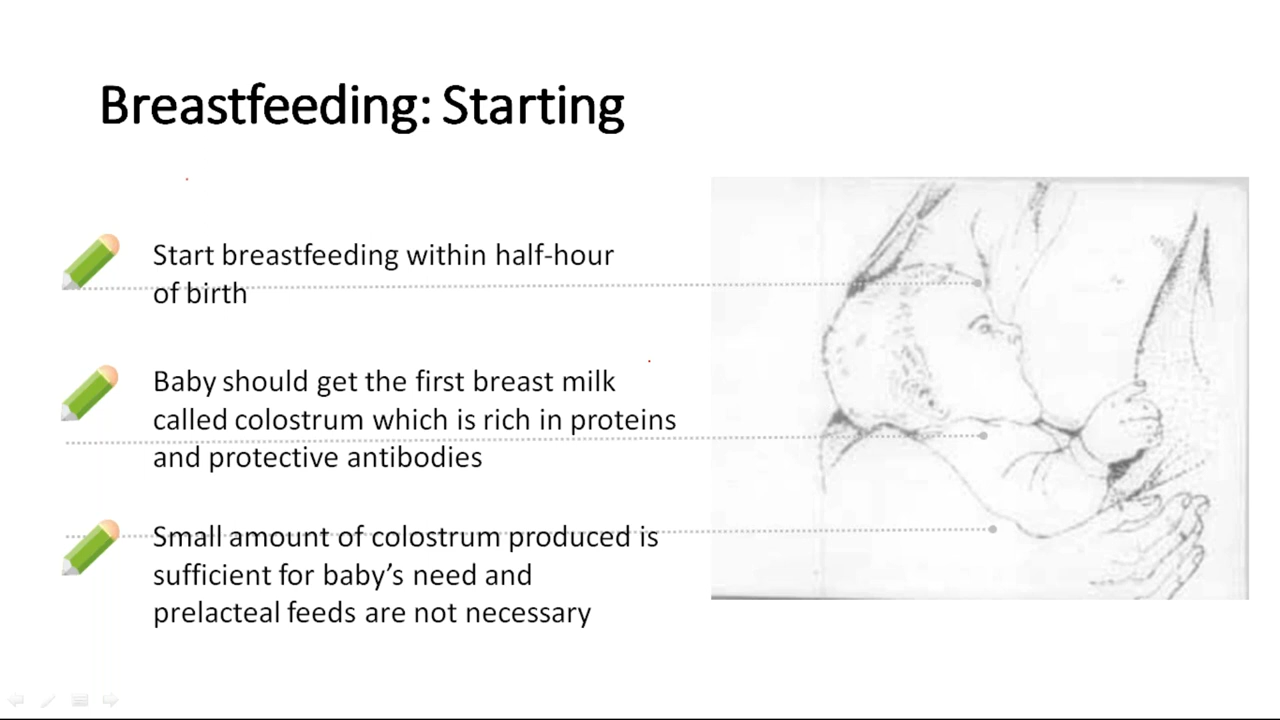 Breastfeeding: Starting
Start breastfeeding within half-hour
of birth
Baby should get the first breast milk
called colostrum which is rich in proteins
and protective antibodies
Small amount of colostrum produced is
sufficient for baby’s need and
prelacteal feeds are not necessary